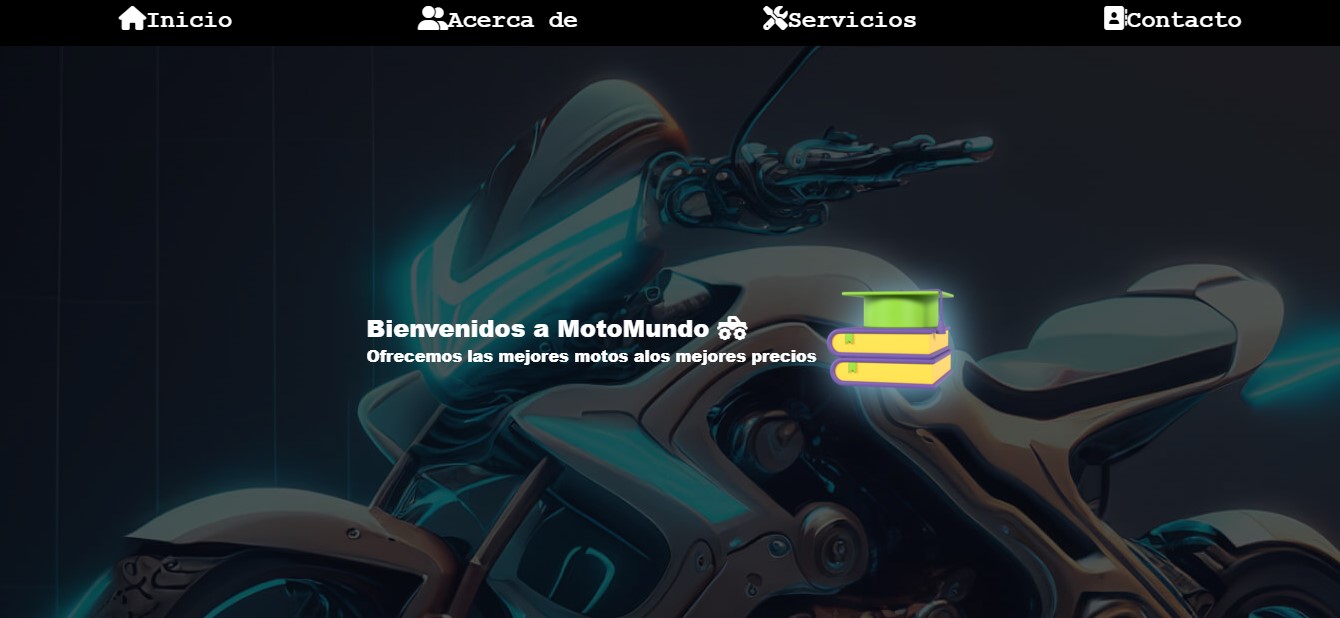 Inicio Acerca de Servicios Contacto
Bienvenidos a MotoMundo
Ofrecemos las mejores motos alos mejores precios